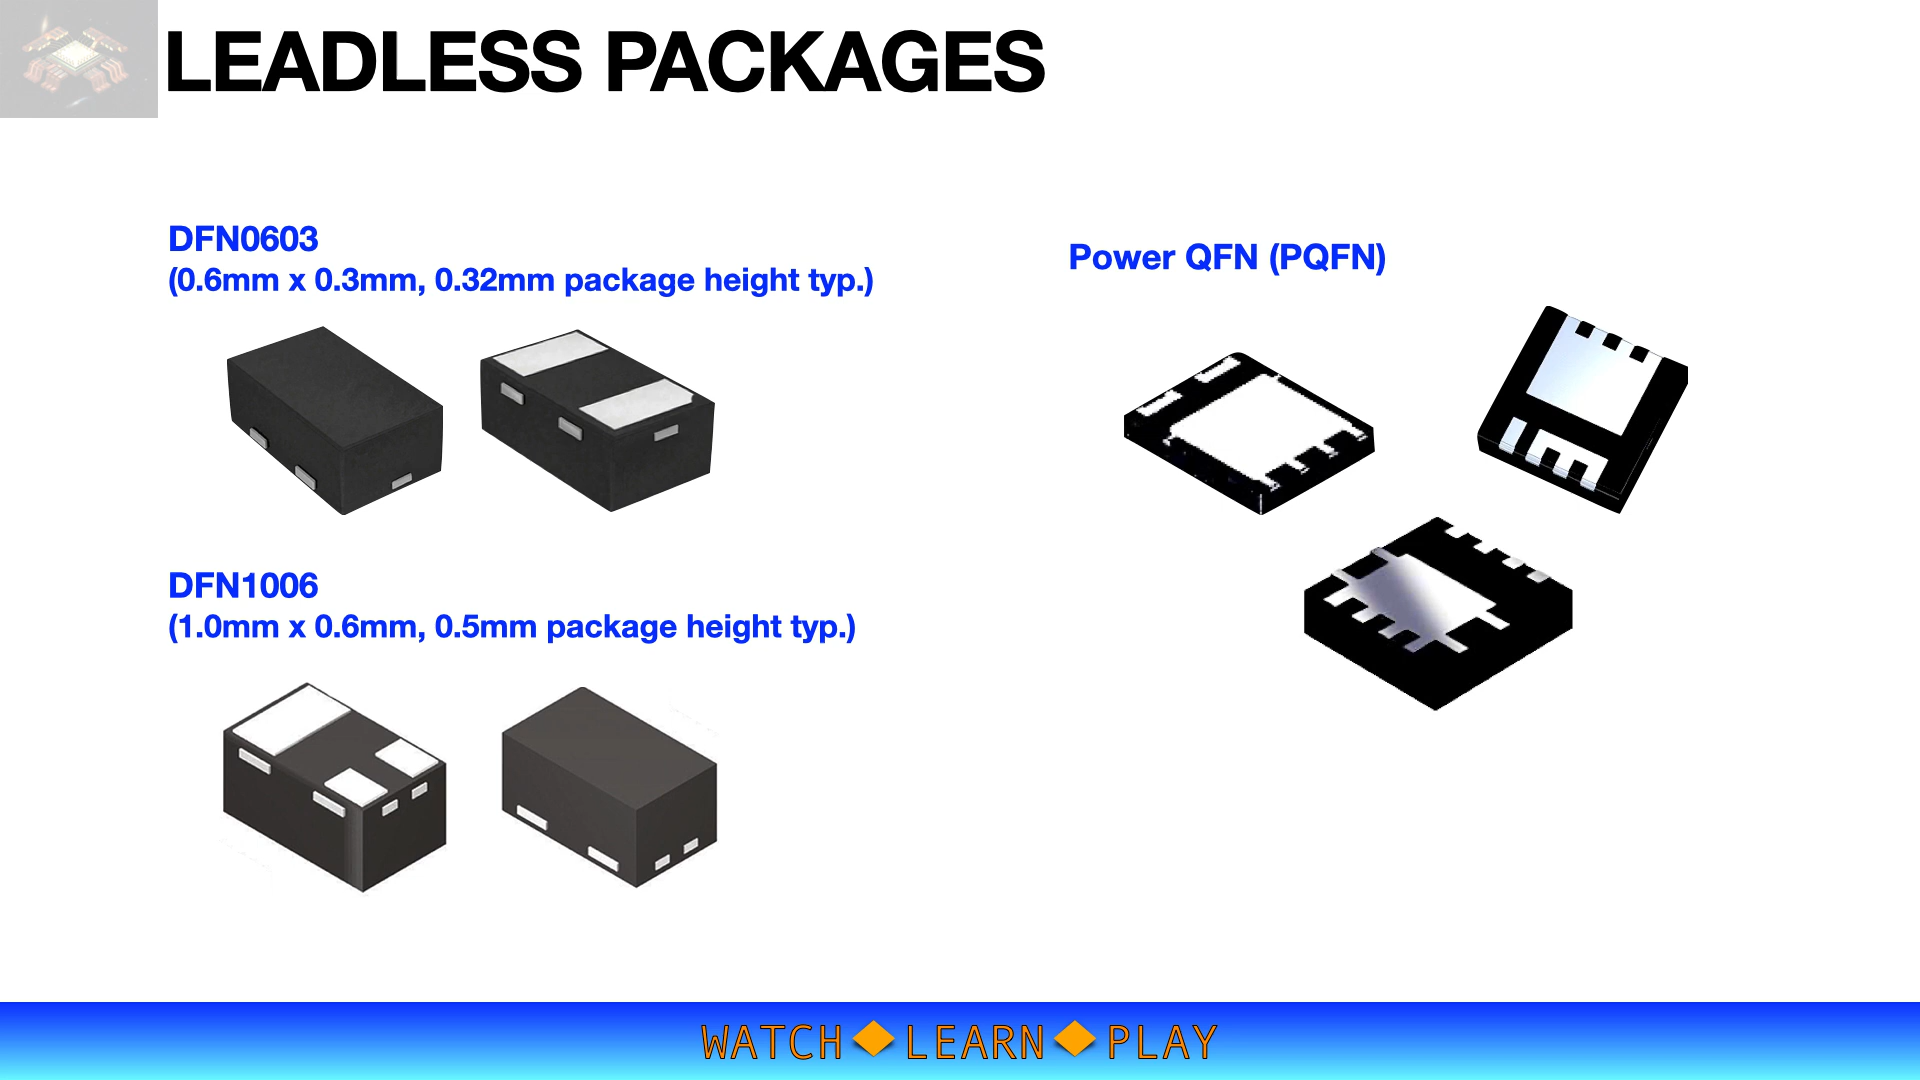 LEADLESS PACKAGES
DFN0603
(0.6mm x 0.3mm, 0.32mm package height typ.)
Power QFN (PQFN)
DFN1006
(1.0mm x 0.6mm, 0.5mm package height typ.)
WATCH LEARN PLAY